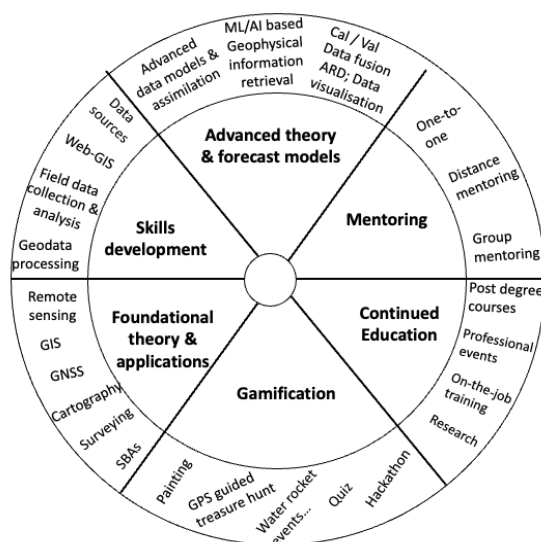 Advanced
data models &
assimilation
ML/AI based
Geophysical
information
retrieval
Cal / Val
Data fusion
ARD; Data
visualisation
Advanced theory
& forecast models
One-to-
one
Distance
mentoring
Group
mentoring
Mentoring
Post degree
courses
Professional
events
On-the-job
training
Research
Continued
Education
Hackathon
Quiz
Water rocket
events...
GPS guided
treasure hunt
Painting
Gamification
Remote
sensing
GIS
GNSS
Cartography
Surveying
SBAs
Foundational
theory &
applications
Data
sources
Web-GIS
Field data
collection &
analysis
Geodata
processing
Skills
development